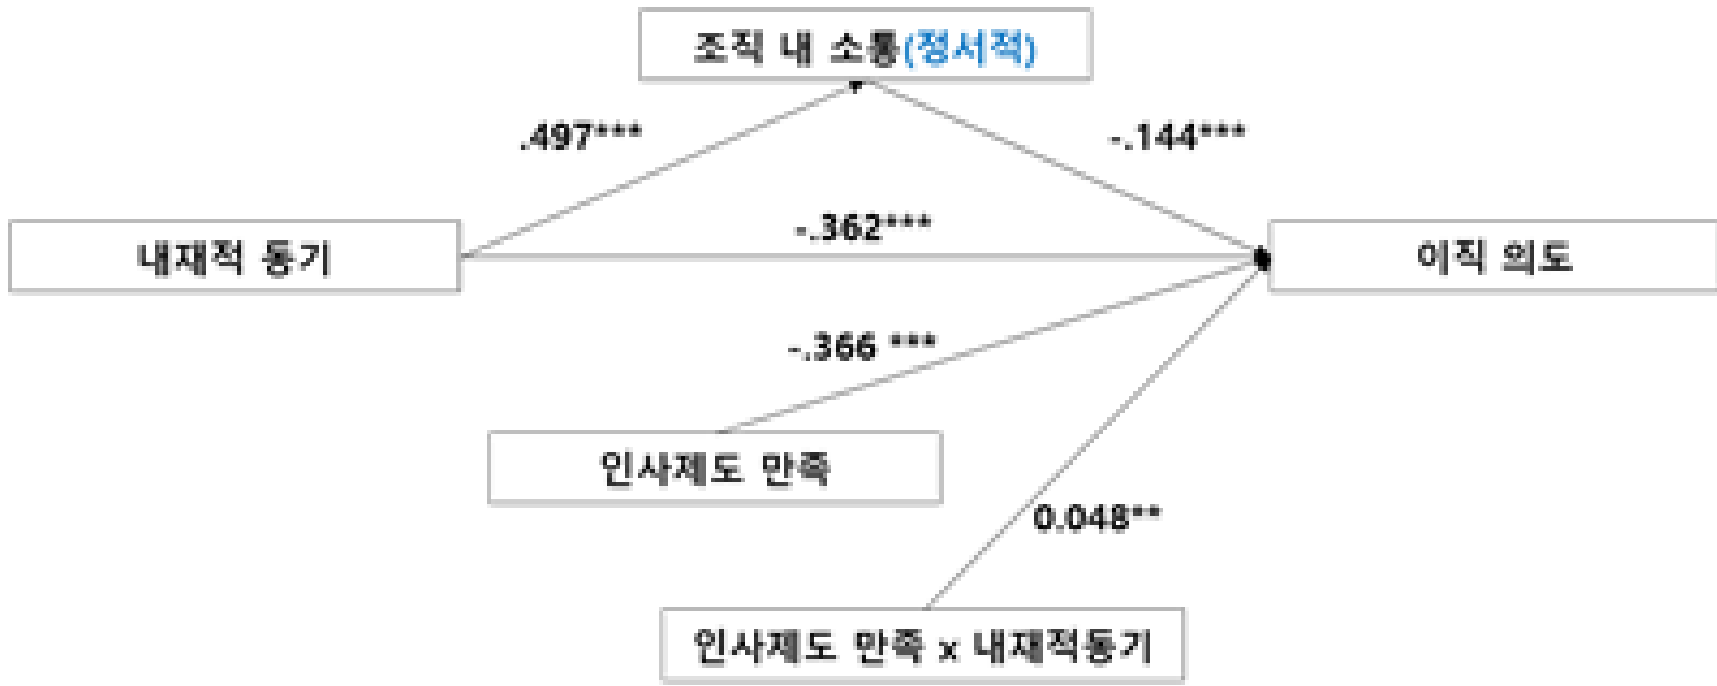 조직 내 소통(정서적)
.497***
-.144***
-.362***
내재적 동기
이직 의도
-.366 ***
인사제도 만족
0.048**
인사제도 만족 x 내재적동기